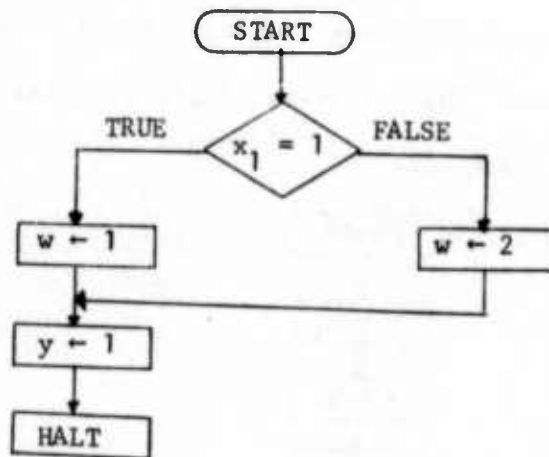 START
TRUE
x₁ = 1
FALSE
w ← 1
w ← 2
y ← 1
HALT